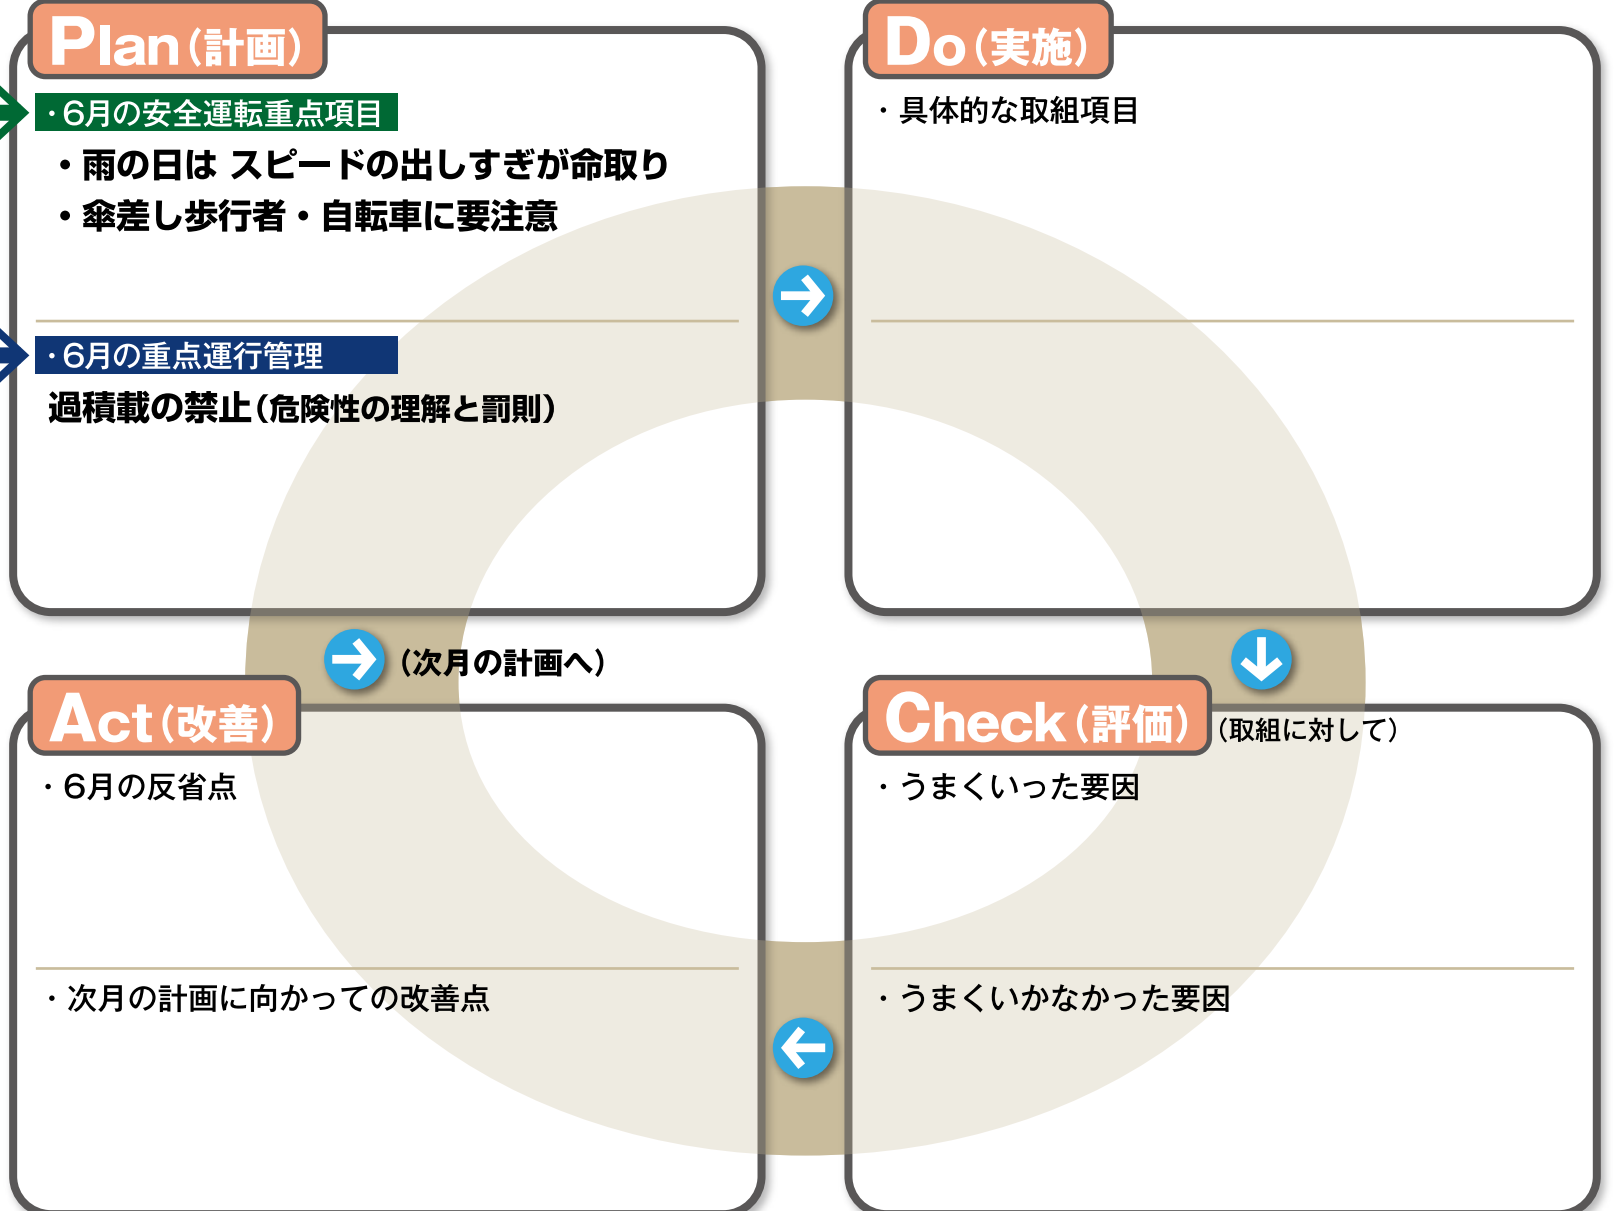 Plan（計画）
・6月の安全運転重点項目
・雨の日は スピードの出しすぎが命取り
・傘差し歩行者・自転車に要注意
・6月の重点運行管理
過積載の禁止（危険性の理解と罰則）
Do（実施）
・具体的な取組項目
（次月の計画へ）
Act（改善）
・6月の反省点
・次月の計画に向かっての改善点
Check（評価）（取組に対して）
・うまくいった要因
・うまくいかなかった要因